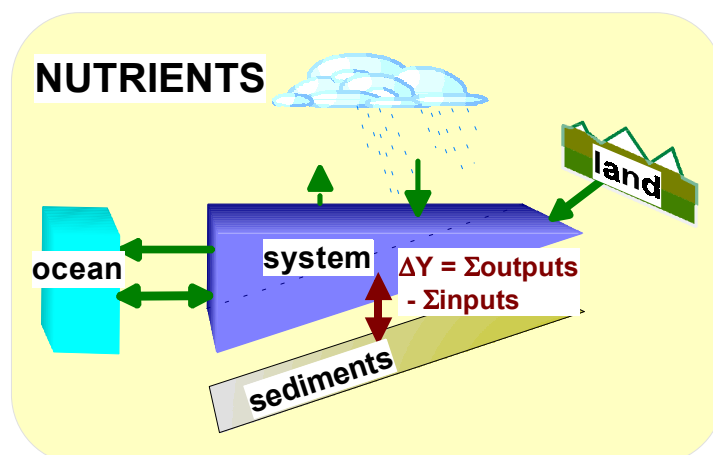 NUTRIENTS
land
ocean
system
ΔY = Σoutputs
- Σinputs
sediments